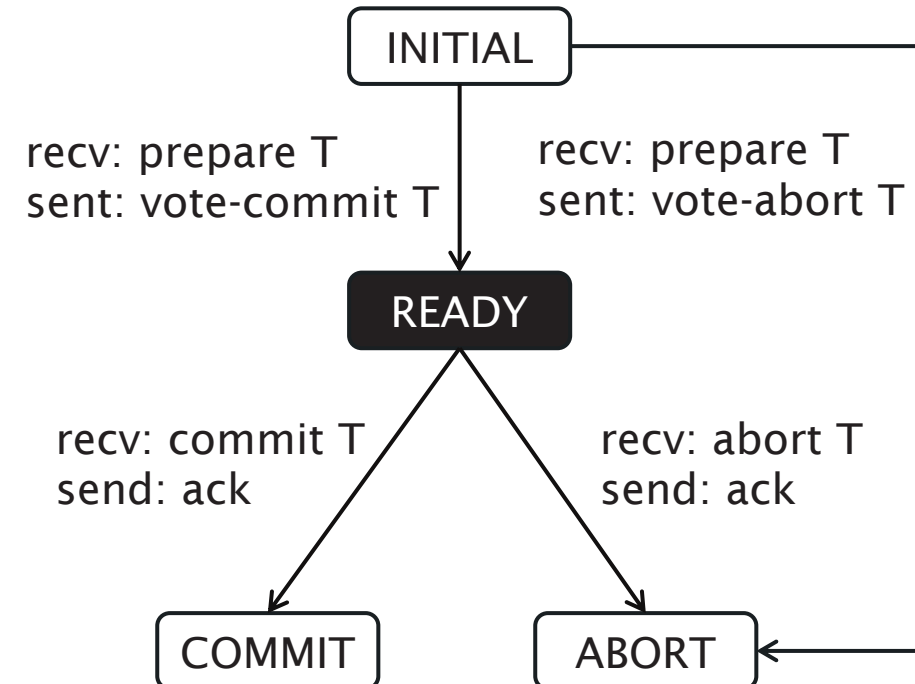 INITIAL
recv: prepare T
sent: vote-commit T
recv: prepare T
sent: vote-abort T
READY
recv: commit T
send: ack
recv: abort T
send: ack
COMMIT
ABORT